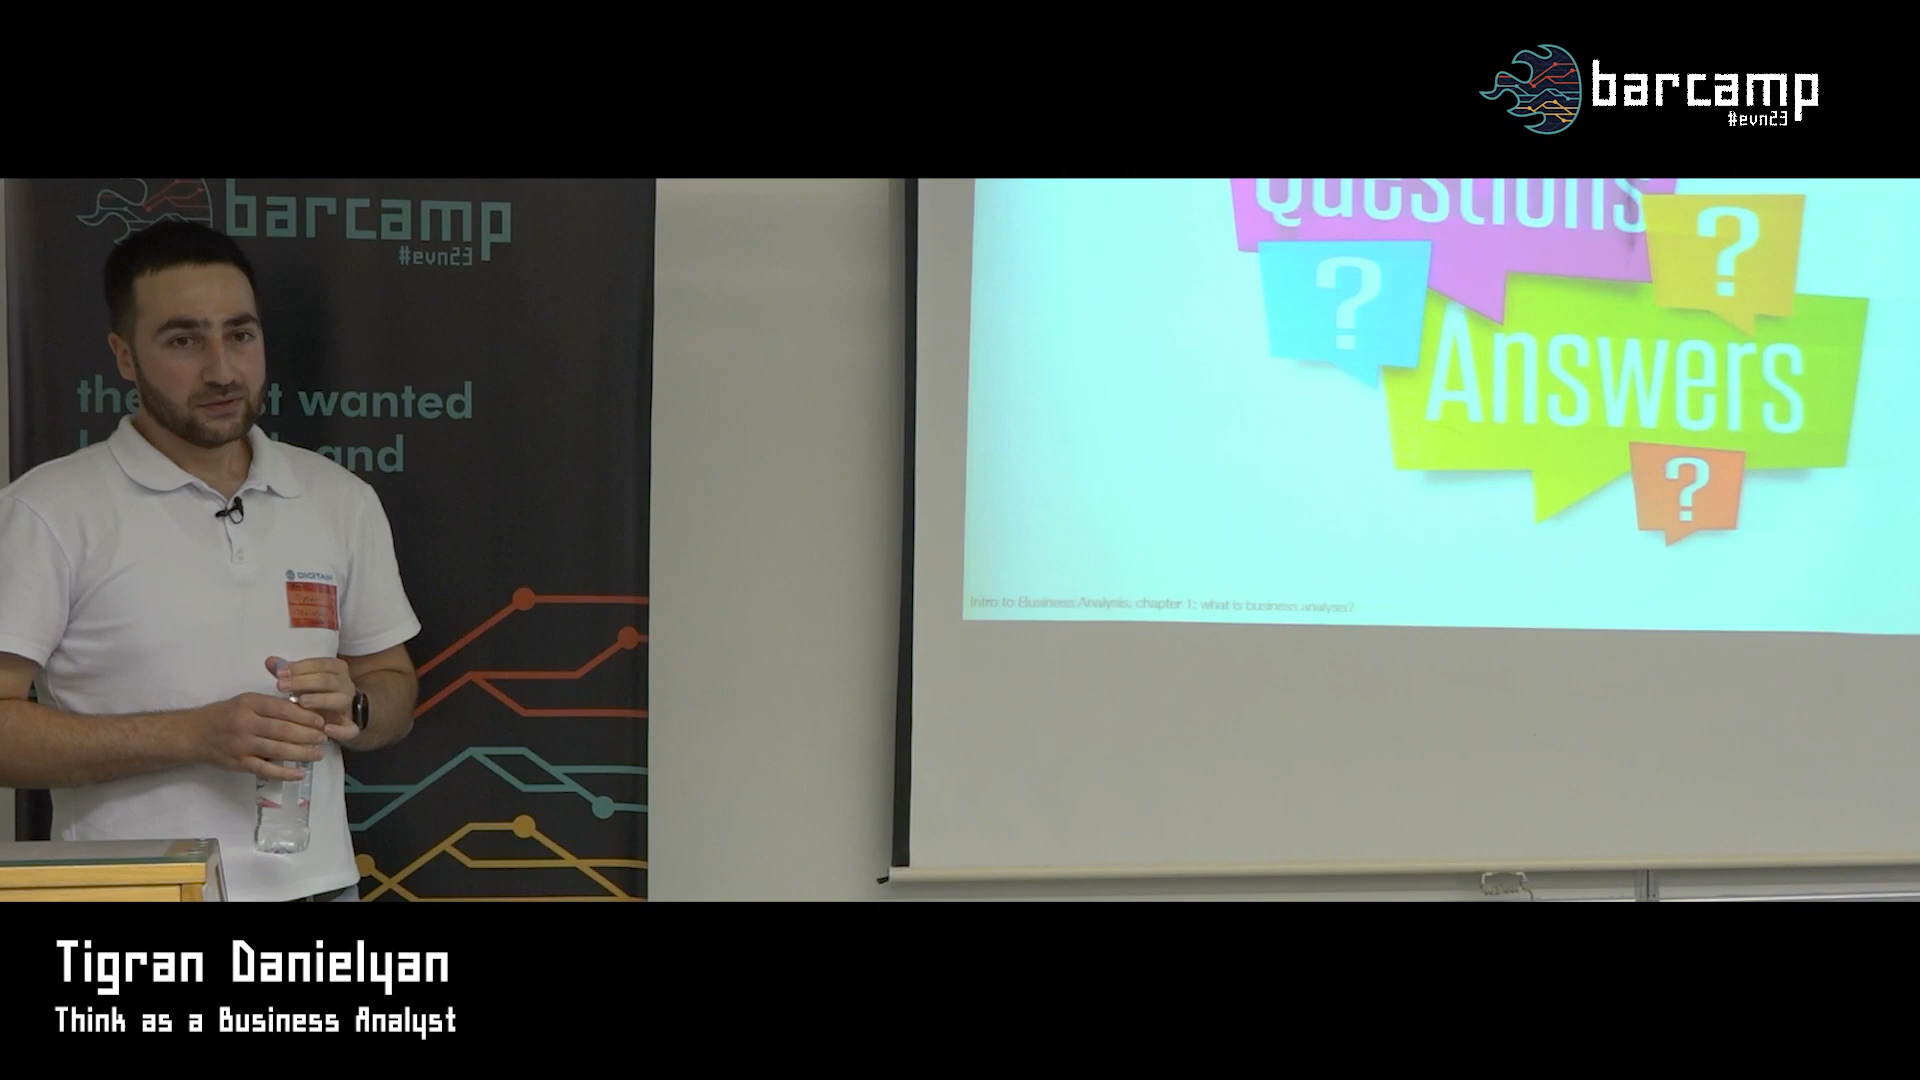 barcamp
#evn23
barcamp
#evn23
wanted
and
Questions
?
?
Answers
?
Intro to Business Analysis, chapter 1: what is business analysis?
DIGITAIN
Tigran Danielyan
Think as a Business Analyst